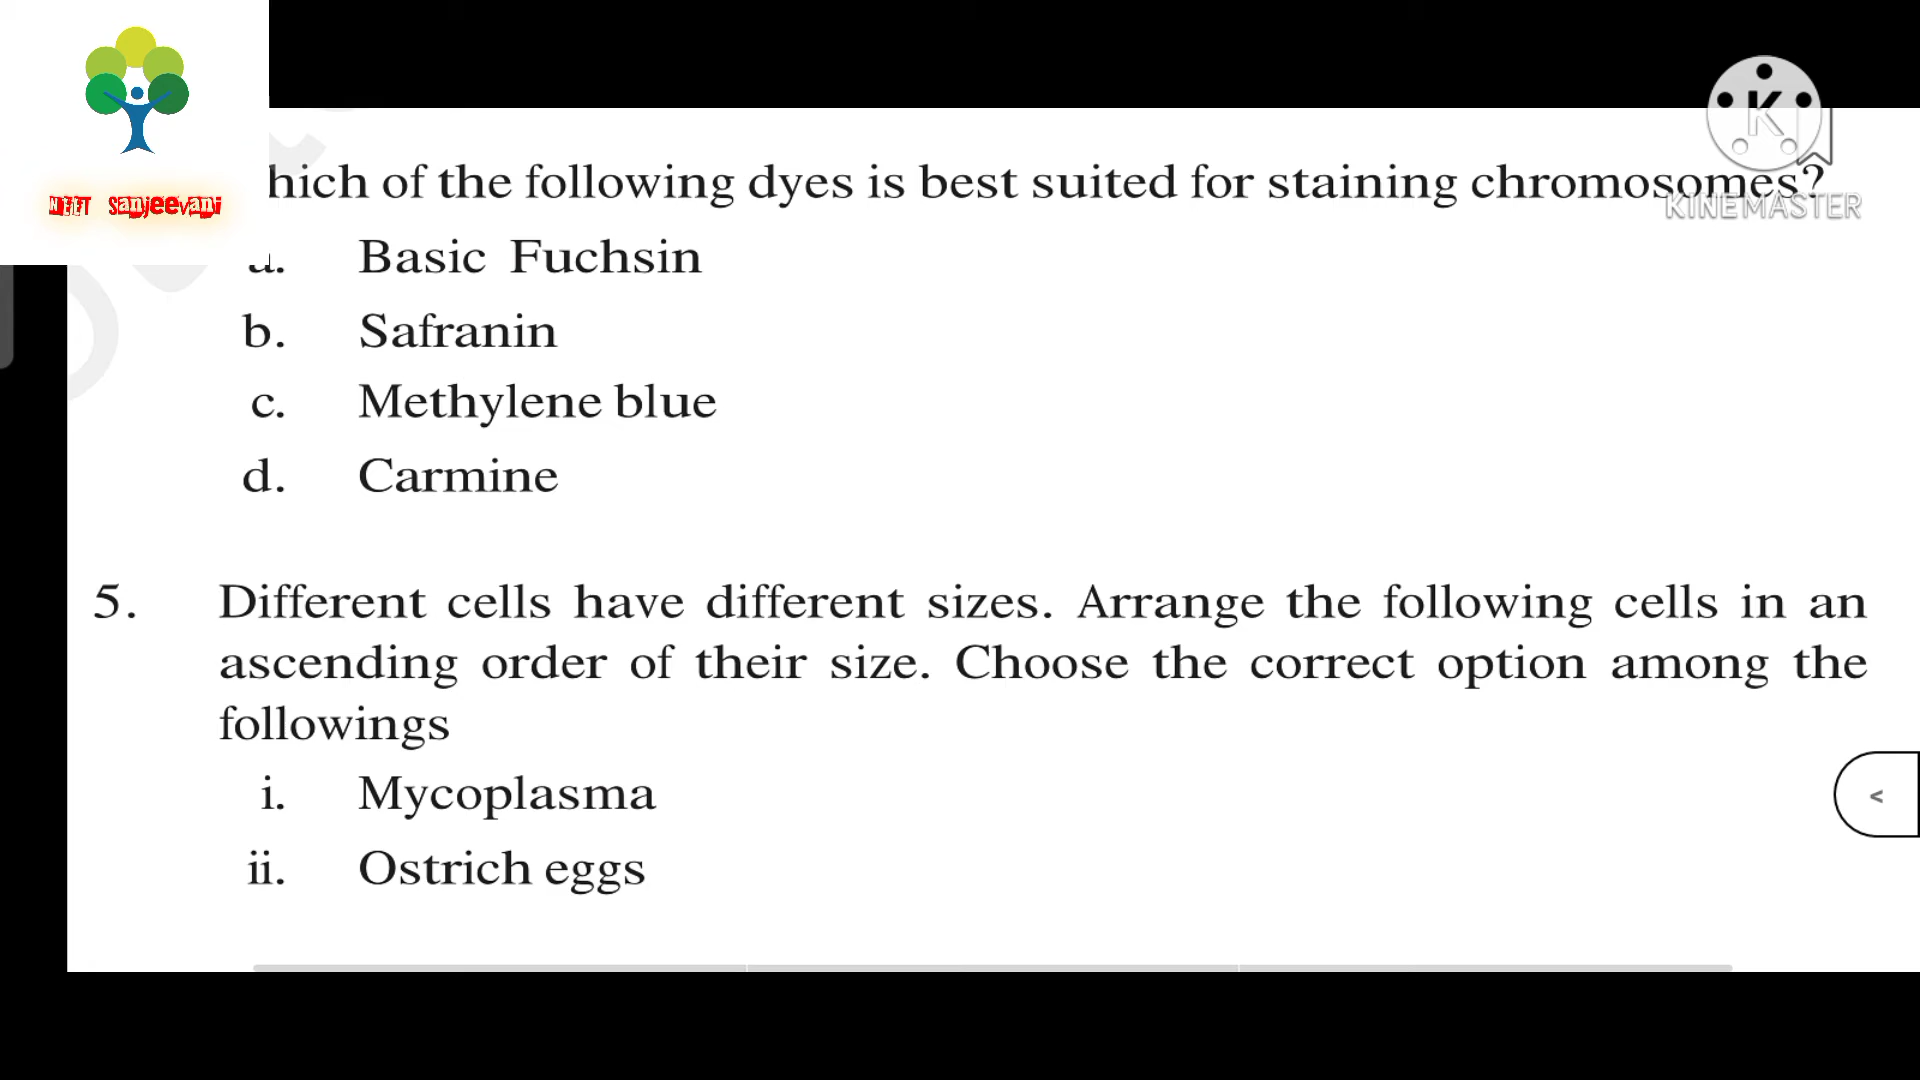 NEET Sanjeevani
K
KINEMASTER
hich of the following dyes is best suited for staining chromosomes?
a. Basic Fuchsin
b. Safranin
c. Methylene blue
d. Carmine
5. Different cells have different sizes. Arrange the following cells in an
ascending order of their size. Choose the correct option among the
followings
i. Mycoplasma
<
ii. Ostrich eggs